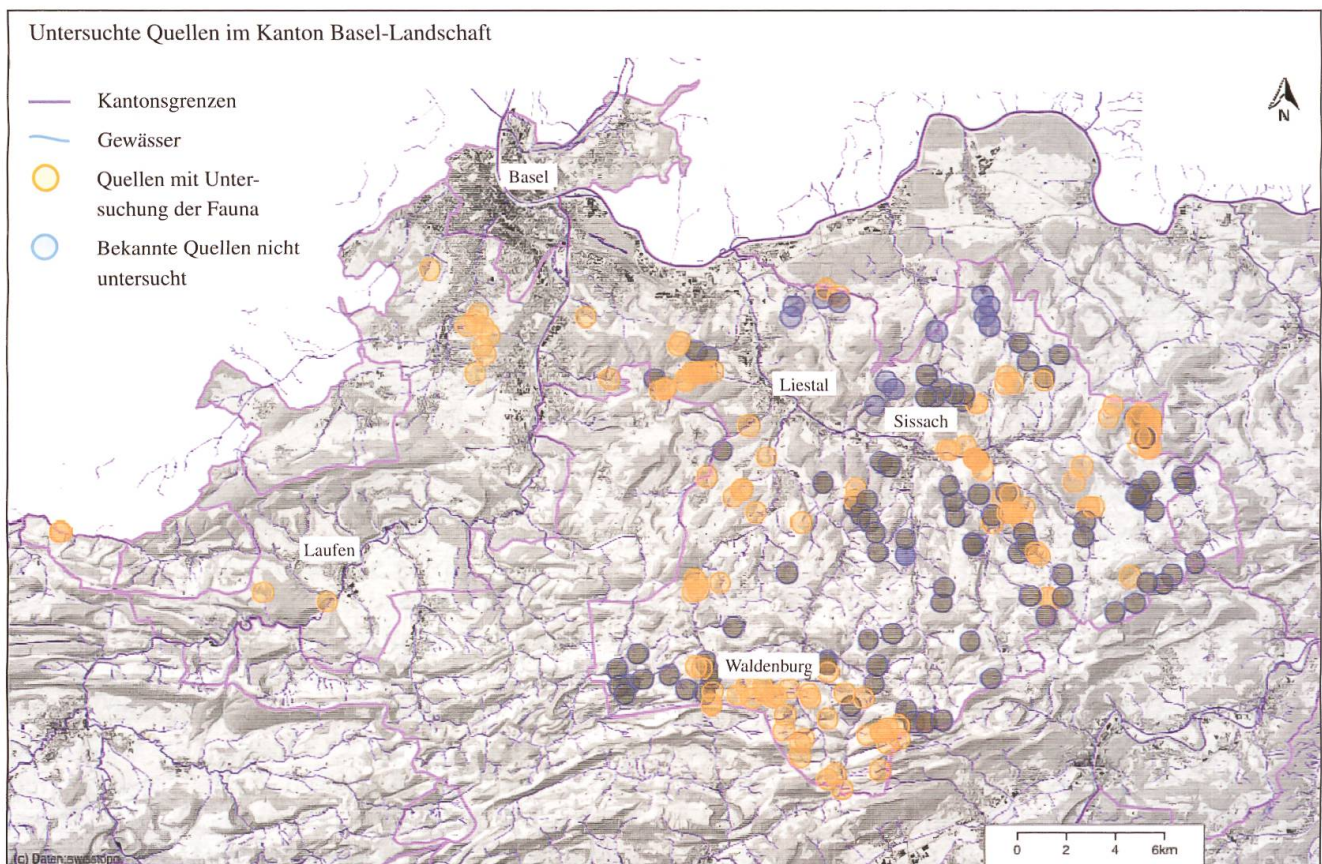 Untersuchte Quellen im Kanton Basel-Landschaft
Kantonsgrenzen
Gewässer
Quellen mit Unter-
suchung der Fauna
Bekannte Quellen nicht
untersucht
N
Basel
Liestal
Sissach
Laufen
Waldenburg
0 2 4 6km
(c) Daten: swisstopo